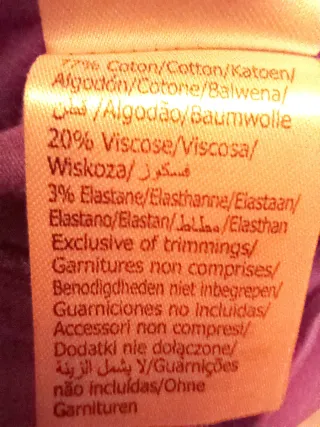 77% Coton/Cotton/Katoen/
Algodón/Cotone/Balwena/
قطن/Algodão/Baumwolle
20% Viscose/Viscosa/
Wiskoza/فسكوز
3% Elastane/Elasthanne/Elastaan/
Elastano/Elastan/مطاط/Elasthan
Exclusive of trimmings/
Garnitures non comprises/
Benodigdheden niet inbegrepen/
Guarniciones no Incluidas/
Accessori non compresi/
Dodatki nie dołączone/
لا يشمل الزينة/Guarniçôes
não incluídas/Ohne
Garnituren